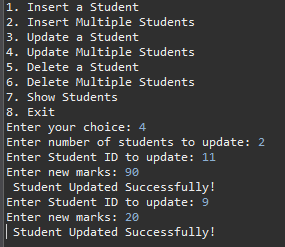 1. Insert a Student
2. Insert Multiple Students
3. Update a Student
4. Update Multiple Students
5. Delete a Student
6. Delete Multiple Students
7. Show Students
8. Exit
Enter your choice: 4
Enter number of students to update: 2
Enter Student ID to update: 11
Enter new marks: 90
 Student Updated Successfully!
Enter Student ID to update: 9
Enter new marks: 20
 Student Updated Successfully!